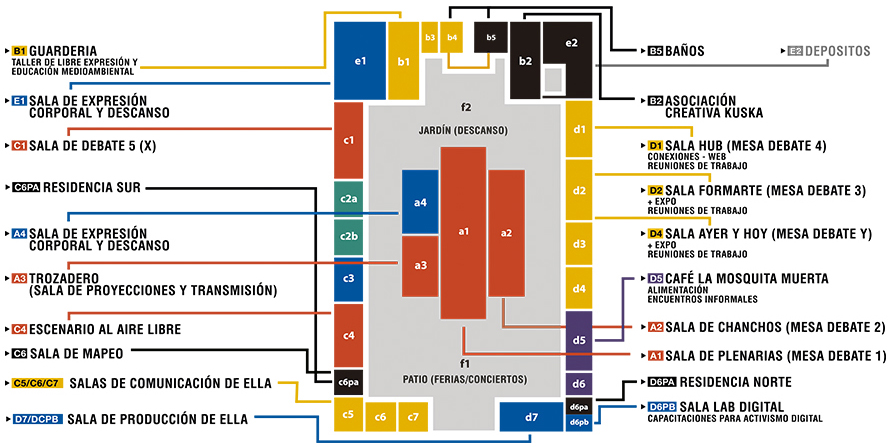 B1 GUARDERIA
TALLER DE LIBRE EXPRESIÓN Y
EDUCACIÓN MEDIOAMBIENTAL
E1 SALA DE EXPRESIÓN
CORPORAL Y DESCANSO
C1 SALA DE DEBATE 5 (X)
C6PA RESIDENCIA SUR
A4 SALA DE EXPRESIÓN
CORPORAL Y DESCANSO
A3 TROZADERO
(SALA DE PROYECCIONES Y TRANSMISIÓN)
C4 ESCENARIO AL AIRE LIBRE
C6 SALA DE MAPEO
C5/C6/C7 SALAS DE COMUNICACIÓN DE ELLA
D7/DCPB SALA DE PRODUCCIÓN DE ELLA
e1
b1
b3
b4
b5
b2
e2
f2
JARDÍN (DESCANSO)
c1
c2a
c2b
c3
c4
c6pa
c5
c6
c7
a4
a3
a1
a2
f1
PATIO (FERIAS/CONCIERTOS)
d1
d2
d3
d4
d5
d6
d6pa
d6pb
d7
B5 BAÑOS
E2 DEPOSITOS
B2 ASOCIACIÓN
CREATIVA KUSKA
D1 SALA HUB (MESA DEBATE 4)
CONEXIONES - WEB
REUNIONES DE TRABAJO
D2 SALA FORMARTE (MESA DEBATE 3)
+ EXPO
REUNIONES DE TRABAJO
D4 SALA AYER Y HOY (MESA DEBATE Y)
+ EXPO
REUNIONES DE TRABAJO
D5 CAFÉ LA MOSQUITA MUERTA
ALIMENTACIÓN
ENCUENTROS INFORMALES
A2 SALA DE CHANCHOS (MESA DEBATE 2)
A1 SALA DE PLENARIAS (MESA DEBATE 1)
D6PA RESIDENCIA NORTE
D6PB SALA LAB DIGITAL
CAPACITACIONES PARA ACTIVISMO DIGITAL